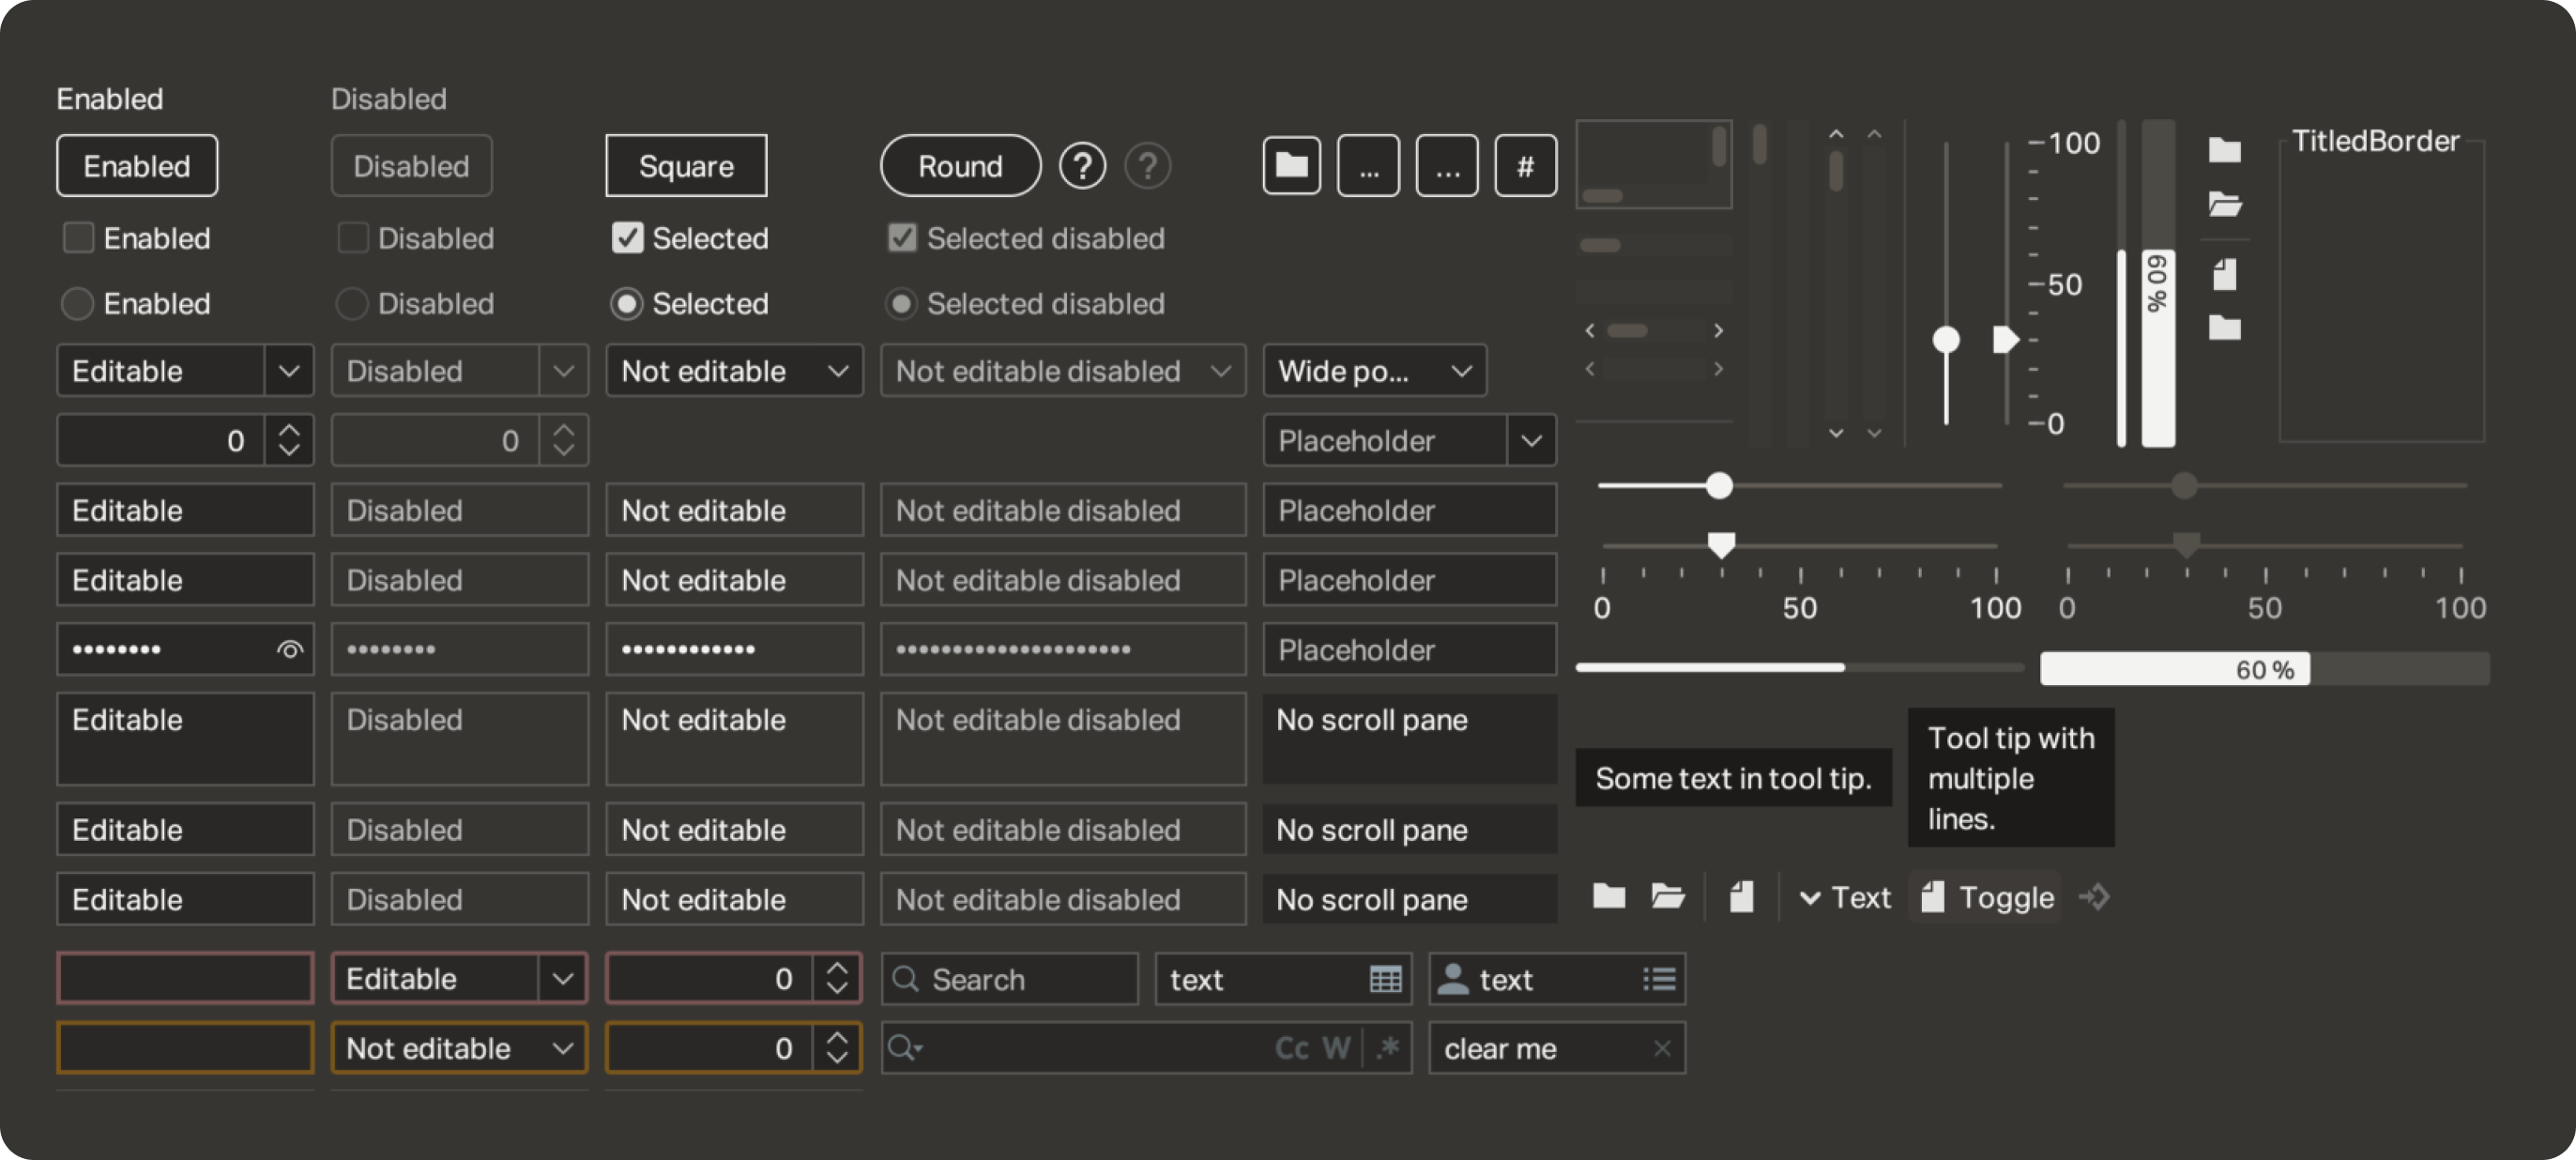 Enabled
Disabled
Enabled
Disabled
Square
Round
?
?
...
...
#
Enabled
Disabled
Selected
Selected disabled
Enabled
Disabled
Selected
Selected disabled
Editable
Disabled
Not editable
Not editable disabled
Wide po...
0
0
Placeholder
Editable
Disabled
Not editable
Not editable disabled
Placeholder
Editable
Disabled
Not editable
Not editable disabled
Placeholder
Placeholder
Editable
Disabled
Not editable
Not editable disabled
No scroll pane
Editable
Disabled
Not editable
Not editable disabled
No scroll pane
Editable
Disabled
Not editable
Not editable disabled
No scroll pane
Editable
0
Search
text
text
Not editable
0
Cc W .*
clear me
100
50
0
60 %
TitledBorder
0 50 100
0 50 100
60 %
Some text in tool tip.
Tool tip with
multiple
lines.
Text
Toggle